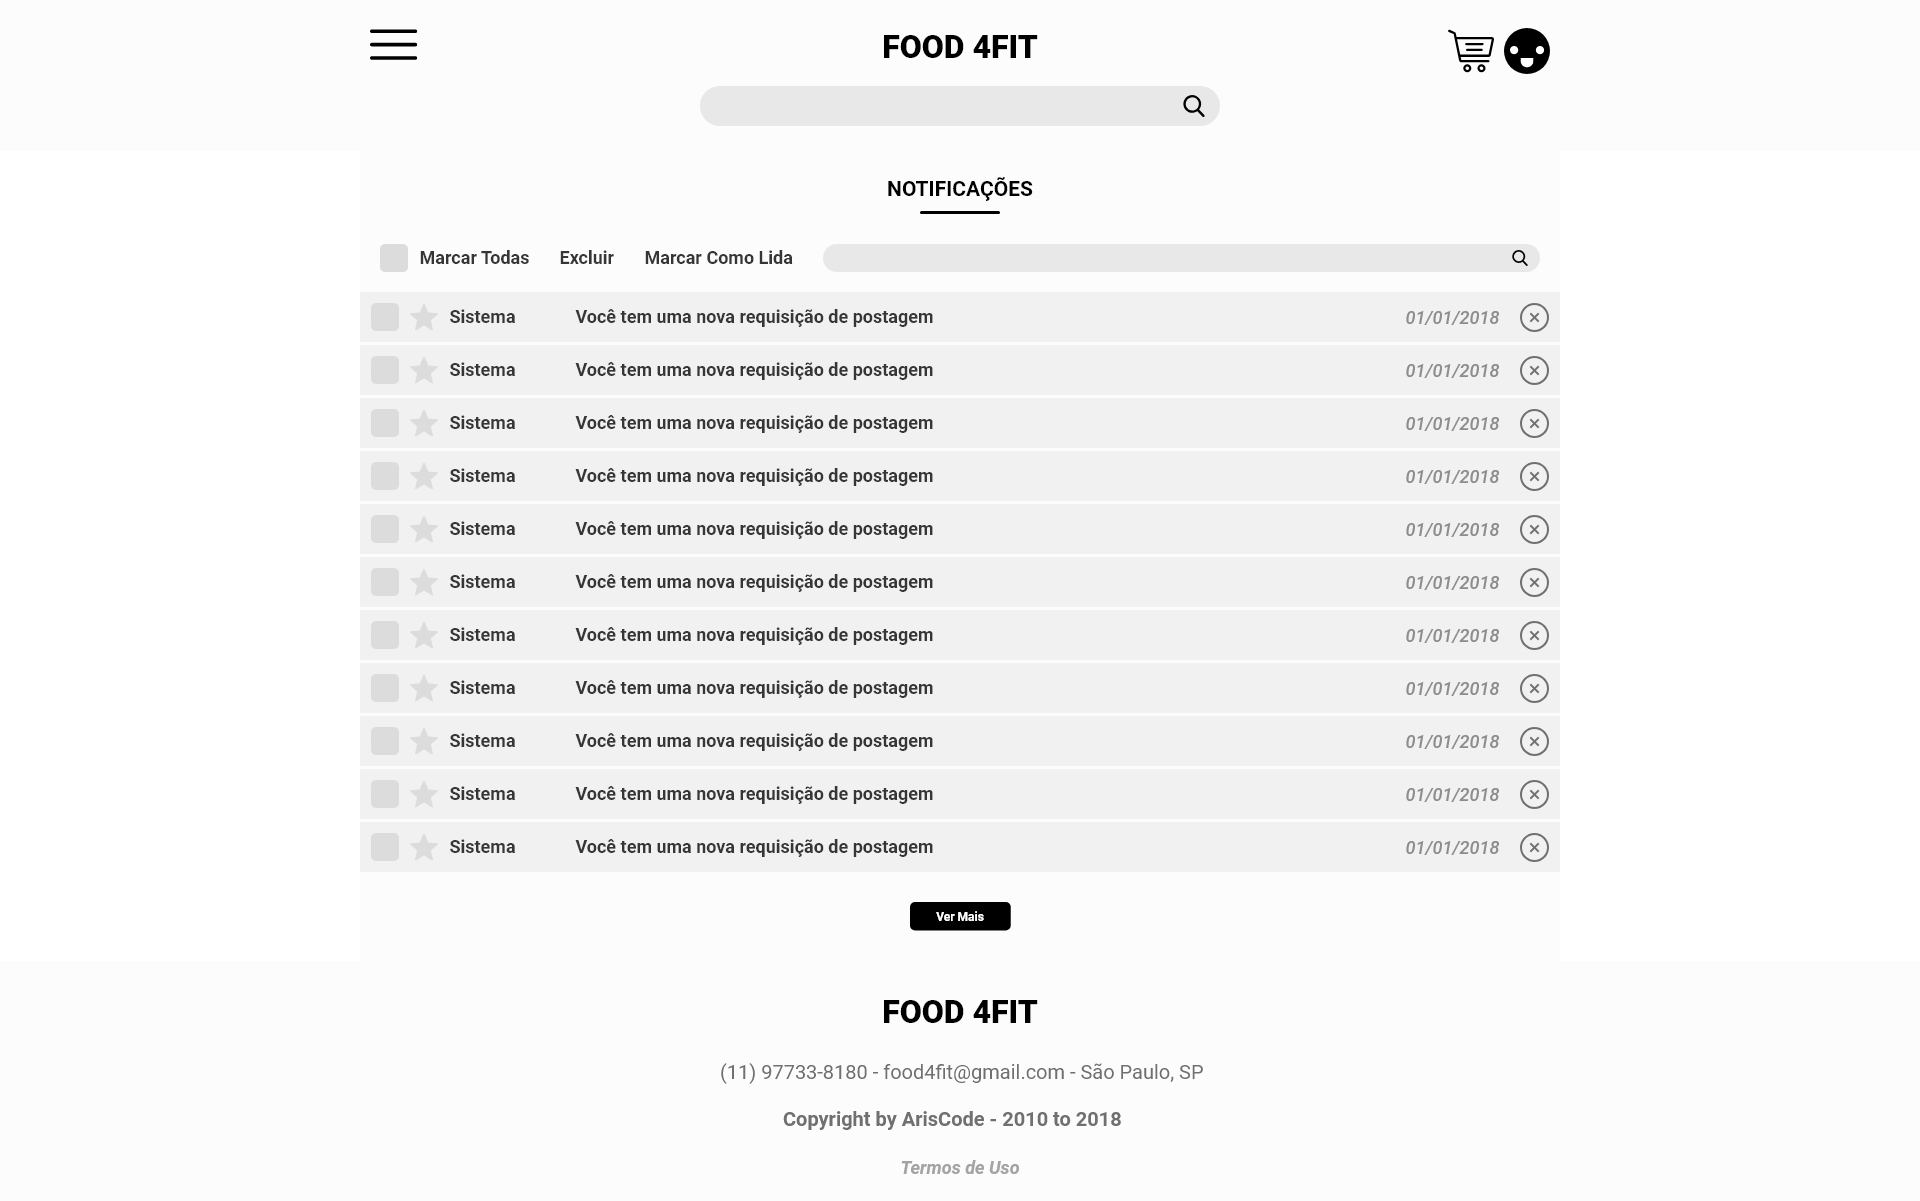 FOOD 4FIT
NOTIFICAÇÕES
Marcar Todas Excluir Marcar Como Lida
Sistema Você tem uma nova requisição de postagem 01/01/2018
Sistema Você tem uma nova requisição de postagem 01/01/2018
Sistema Você tem uma nova requisição de postagem 01/01/2018
Sistema Você tem uma nova requisição de postagem 01/01/2018
Sistema Você tem uma nova requisição de postagem 01/01/2018
Sistema Você tem uma nova requisição de postagem 01/01/2018
Sistema Você tem uma nova requisição de postagem 01/01/2018
Sistema Você tem uma nova requisição de postagem 01/01/2018
Sistema Você tem uma nova requisição de postagem 01/01/2018
Sistema Você tem uma nova requisição de postagem 01/01/2018
Sistema Você tem uma nova requisição de postagem 01/01/2018
Ver Mais
FOOD 4FIT
(11) 97733-8180 - food4fit@gmail.com - São Paulo, SP
Copyright by ArisCode - 2010 to 2018
Termos de Uso